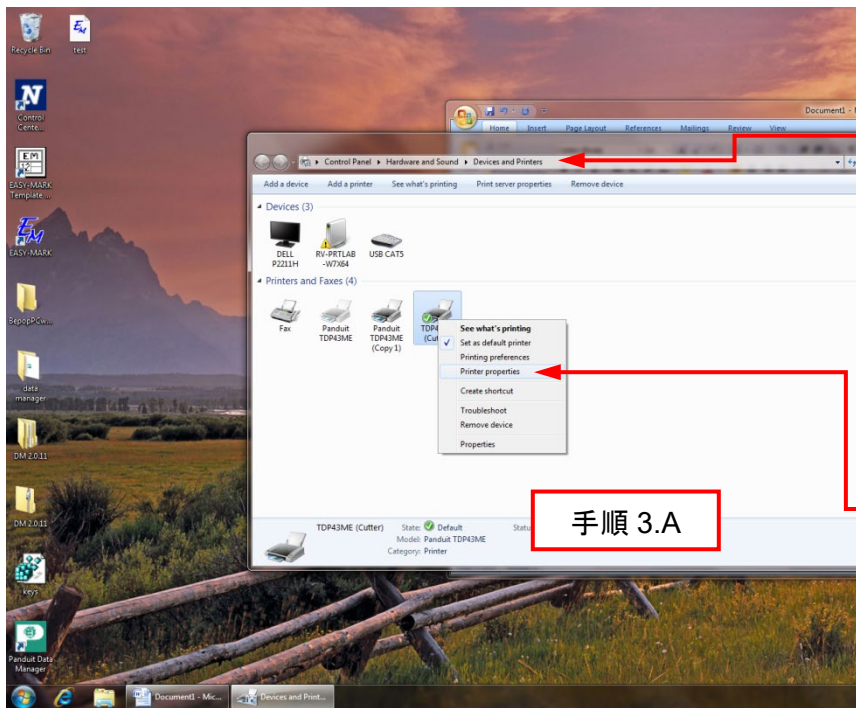 Recycle Bin
test
Control
Cente...
EASY-MARK
Template ...
EASY-MARK
BepopPGw...
data
manager
DM 2.0.11
DM 2.0.11
keys
Panduit Data
Manager
Document1 - M
Home Insert Page Layout References Mailings Review View
Control Panel Hardware and Sound Devices and Printers
Add a device Add a printer See what's printing Print server properties Remove device
Devices (3)
DELL
P2211H
RV-PRTLAB
-W7X64
USB CAT5
Printers and Faxes (4)
Fax
Panduit
TDP43ME
Panduit
TDP43ME
(Copy 1)
TDP4
(Cut
See what's printing
Set as default printer
Printing preferences
Printer properties
Create shortcut
Troubleshoot
Remove device
Properties
手順 3.A
TDP43ME (Cutter) State: Default Statu
Model: Panduit TDP43ME
Category: Printer
Document1 - Mic...
Devices and Print...